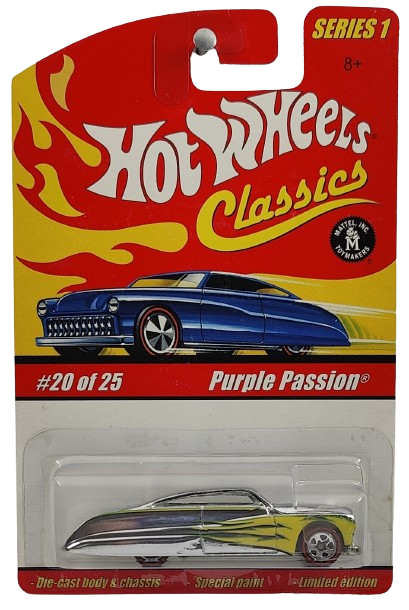 SERIES 1
8+
HOT WHEELS®
Classics
MATTEL, INC.
M
TOYMAKERS
#20 of 25
Purple Passion®
·Die-cast body & chassis ·Special paint ·Limited edition